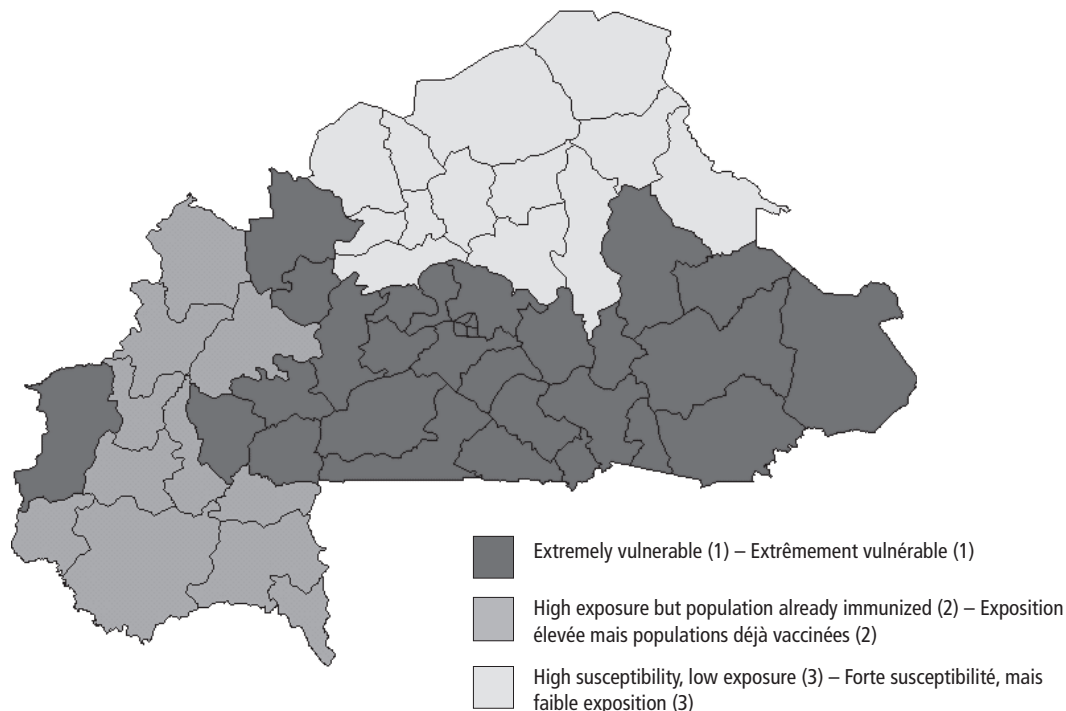 Extremely vulnerable (1) – Extrêmement vulnérable (1)
High exposure but population already immunized (2) – Exposition
élevée mais populations déjà vaccinées (2)
High susceptibility, low exposure (3) – Forte susceptibilité, mais
faible exposition (3)